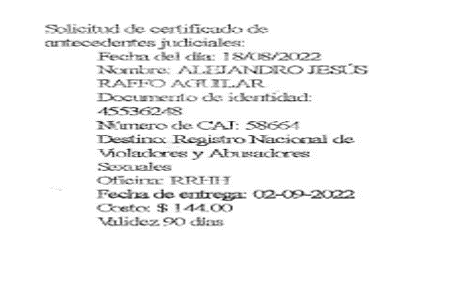 Solicitud de certificado de
antecedentes judiciales:
Fecha del día: 18/08/2022
Nombre: ALEJANDRO JESÚS
RAFFO AGUILAR
Documento de identidad:
45536248
Número de CAJ: 58664
Destino: Registro Nacional de
Violadores y Abusadores
Sexuales
Oficina: RRHH
Fecha de entrega: 02-09-2022
Costo: $ 144.00
Validez 90 días